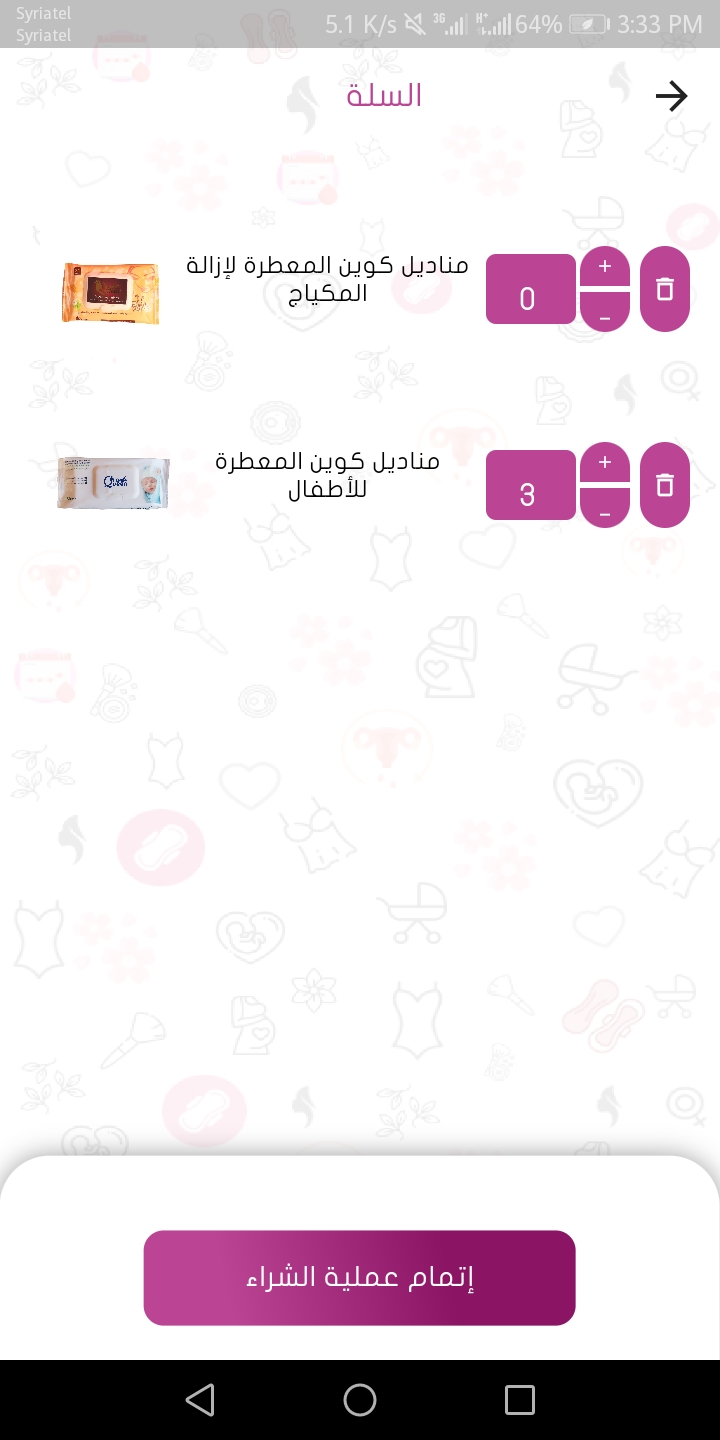 Syriatel
Syriatel
5.1 K/s 3G H+ 64% 3:33 PM
السلة
مناديل كوين المعطرة لإزالة
المكياج
0
+
−
مناديل كوين المعطرة
للأطفال
3
+
−
إتمام عملية الشراء